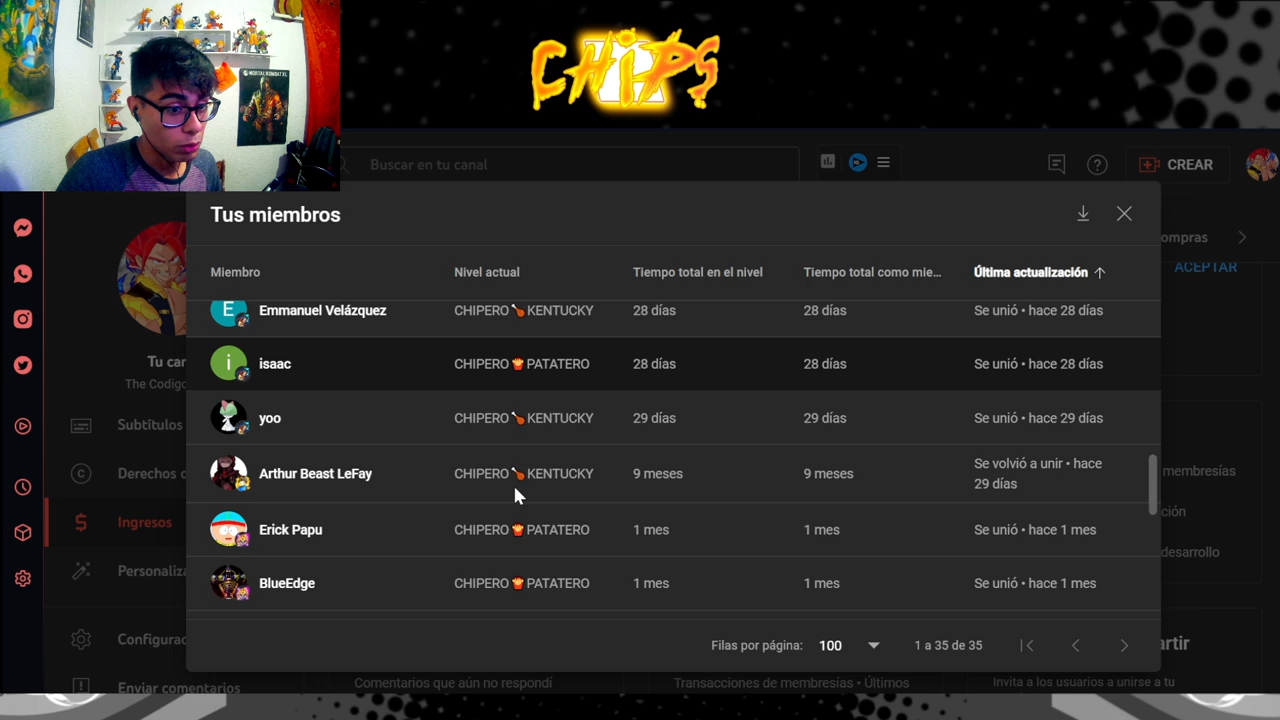 CHiPS
MORTAL KOMBAT XL
Buscar en tu canal
CREAR
Tus miembros
ompras
ACEPTAR
Miembro Nivel actual Tiempo total en el nivel Tiempo total como mie... Última actualización ↑
E Emmanuel Velázquez CHIPERO🍗KENTUCKY 28 días 28 días Se unió • hace 28 días
i isaac CHIPERO🍟PATATERO 28 días 28 días Se unió • hace 28 días
yoo CHIPERO🍗KENTUCKY 29 días 29 días Se unió • hace 29 días
Arthur Beast LeFay CHIPERO🍗KENTUCKY 9 meses 9 meses Se volvió a unir • hace
29 días
Erick Papu CHIPERO🍟PATATERO 1 mes 1 mes Se unió • hace 1 mes
BlueEdge CHIPERO🍟PATATERO 1 mes 1 mes Se unió • hace 1 mes
Filas por página: 100 1 a 35 de 35
Tu can
The Codigo
Subtítulos
Derechos d
Ingresos
Personaliza
Configurac
Enviar comentarios
membresías
ción
desarrollo
artir
Comentarios que aún no respondí
Transacciones de membresías • Últimos
Invita a los usuarios a unirse a tu